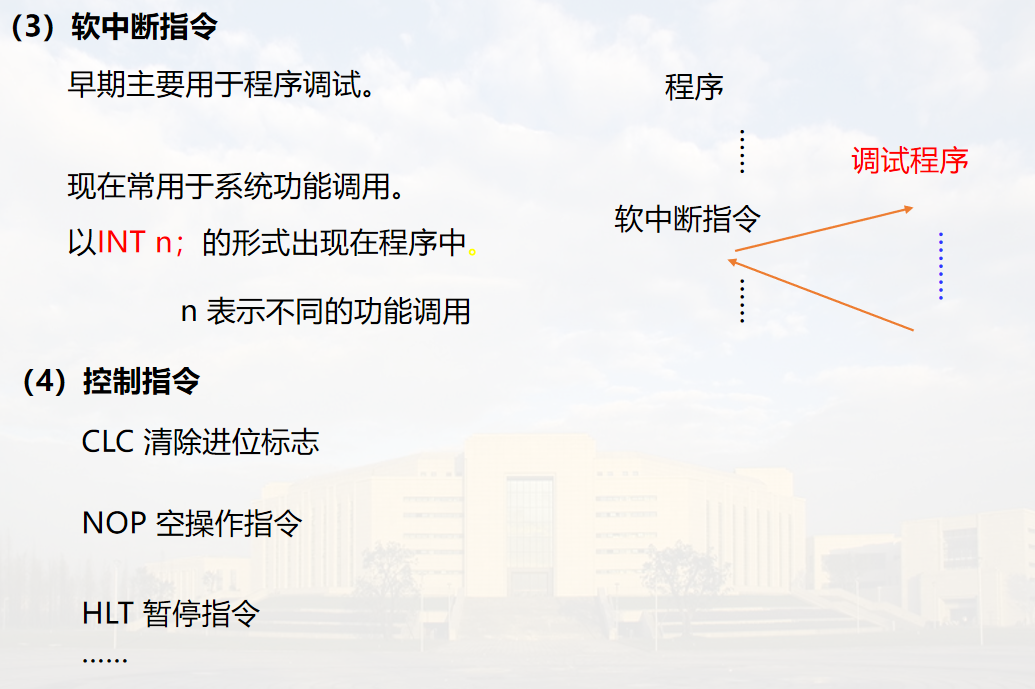 （3）软中断指令
早期主要用于程序调试。
现在常用于系统功能调用。
以INT n；的形式出现在程序中。
n 表示不同的功能调用
程序
……
调试程序
软中断指令
………
……
（4）控制指令
CLC 清除进位标志
NOP 空操作指令
HLT 暂停指令
……